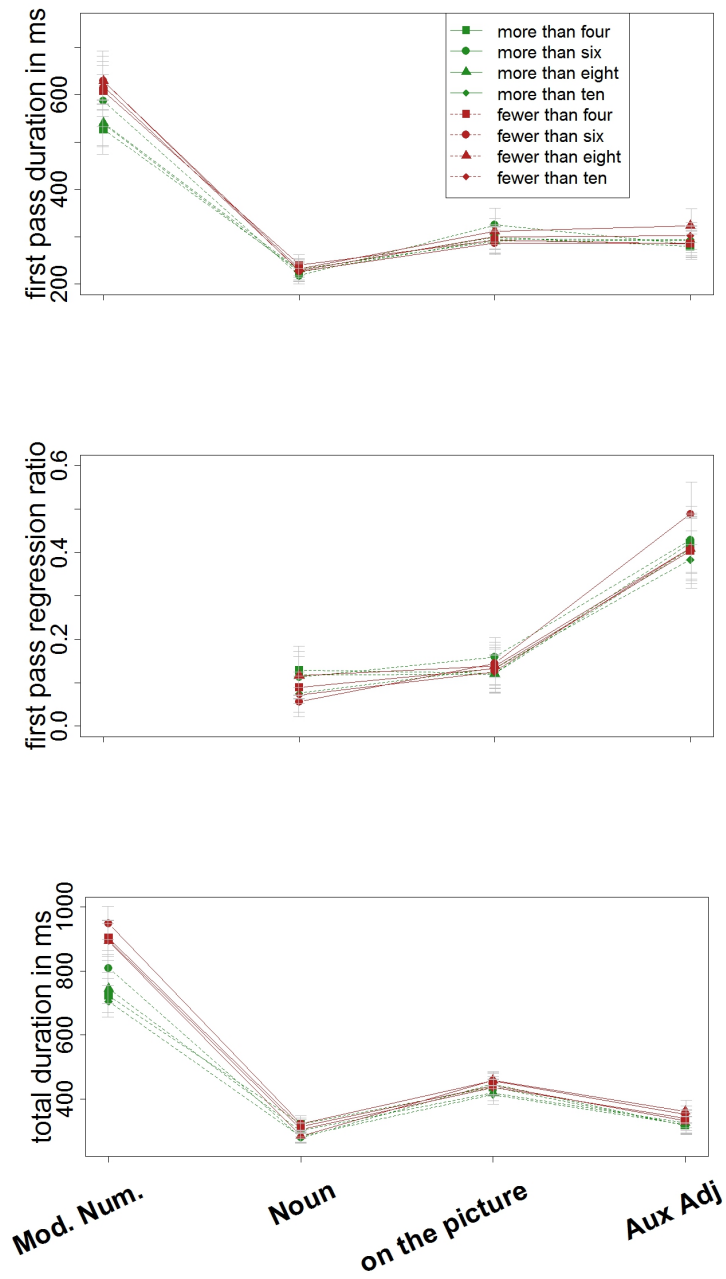 first pass duration in ms
600
400
200
more than four
more than six
more than eight
more than ten
fewer than four
fewer than six
fewer than eight
fewer than ten
first pass regression ratio
0.6
0.4
0.2
0.0
total duration in ms
1000
800
600
400
Mod. Num.
Noun
on the picture
Aux Adj